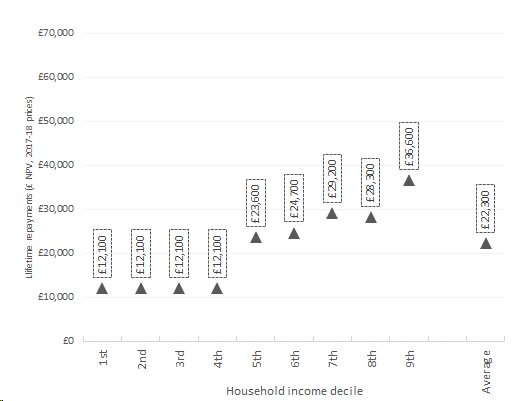 £70,000
£60,000
£50,000
£40,000
£30,000
£20,000
£10,000
£0
Lifetime repayments (£ NPV, 2017-18 prices)
£12,100
£12,100
£12,100
£12,100
£23,600
£24,700
£29,200
£28,300
£36,600
£22,300
1st
2nd
3rd
4th
5th
6th
7th
8th
9th
Average
Household income decile